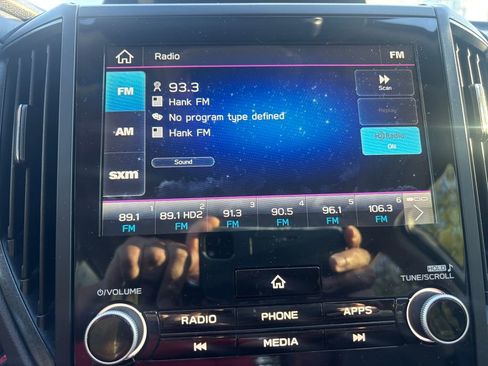 Radio FM
FM
93.3
Scan
Hank FM
AM
No program type defined
Replay
Hank FM
HD Radio
ON
sxm
Sound
1 2 3 4 5 6
89.1 89.1 HD2 91.3 90.5 96.1 106.3
FM FM FM FM FM FM
HOLD
VOLUME
TUNE/SCROLL
RADIO PHONE APPS
MEDIA